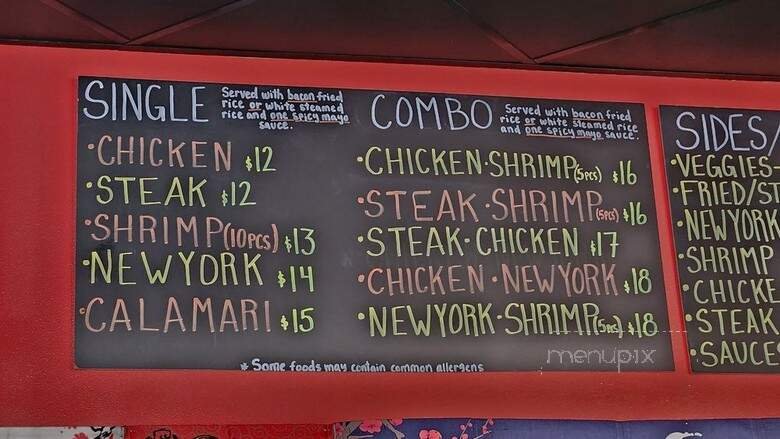 SINGLE
Served with bacon fried
rice or white steamed
rice and one spicy mayo
sauce.
•CHICKEN $12
•STEAK $12
•SHRIMP(10PCS) $13
•NEWYORK $14
•CALAMARI $15
COMBO
Served with bacon fried
rice or white steamed rice
and one spicy mayo sauce.
•CHICKEN-SHRIMP(5PCS) $16
•STEAK-SHRIMP(5PCS) $16
•STEAK-CHICKEN $17
•CHICKEN-NEWYORK $18
•NEWYORK-SHRIMP(5PCS) $18
* Some foods may contain common allergens
SIDES/
•VEGGIES-
•FRIED/ST
•NEWYORK
•SHRIMP
•CHICKE
•STEAK
•SAUCES
menupix